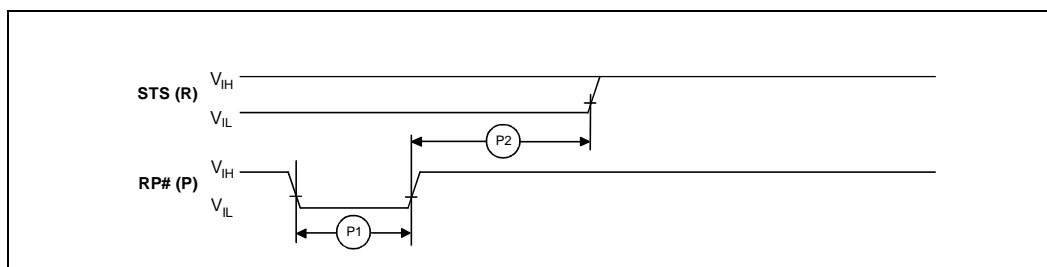 V_IH
STS (R)
V_IL
P2
V_IH
RP# (P)
V_IL
P1